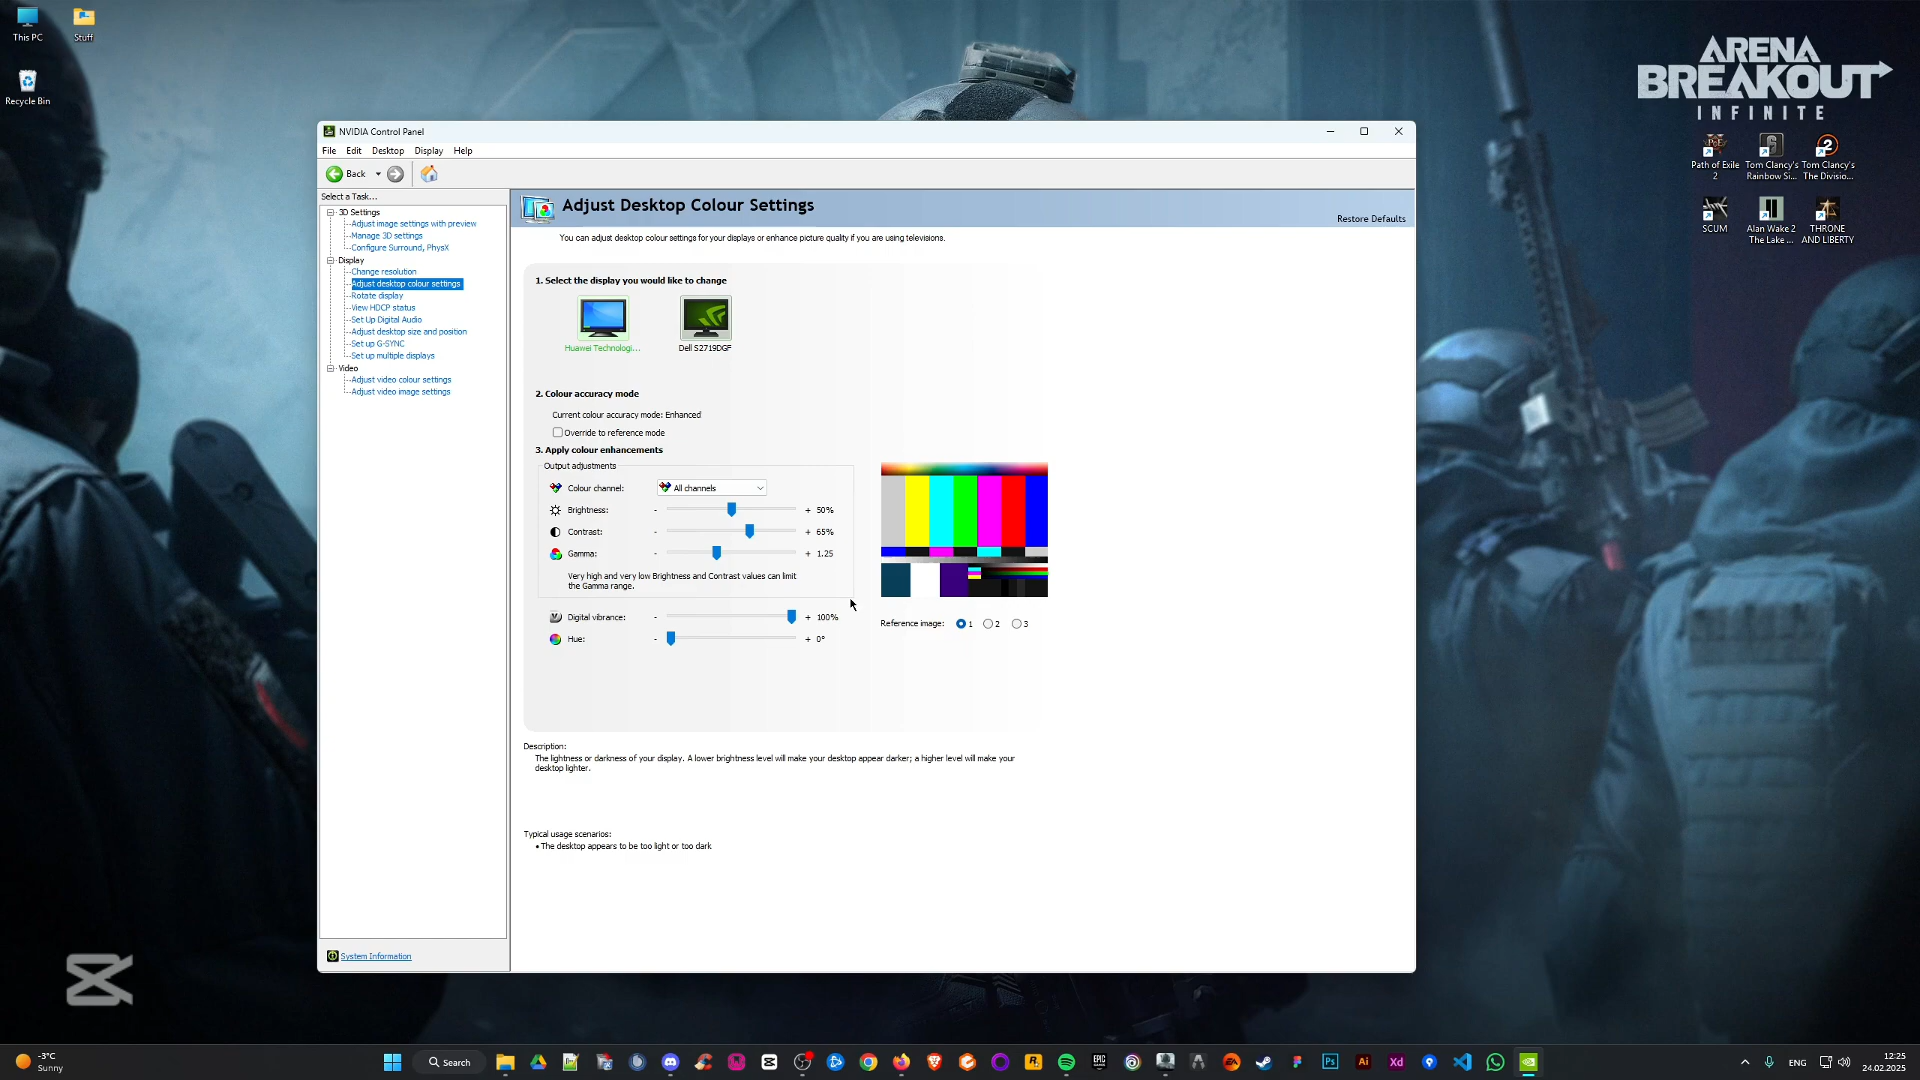 This PC
Stuff
Recycle Bin
ARENA
BREAKOUT
INFINITE
Path of Exile
2
Tom Clancy's
Rainbow Si...
Tom Clancy's
The Divisio...
SCUM
Alan Wake 2
The Lake ...
THRONE
AND LIBERTY
NVIDIA Control Panel
File Edit Desktop Display Help
Back
Select a Task...
3D Settings
Adjust image settings with preview
Manage 3D settings
Configure Surround, PhysX
Display
Change resolution
Adjust desktop colour settings
Rotate display
View HDCP status
Set Up Digital Audio
Adjust desktop size and position
Set up G-SYNC
Set up multiple displays
Video
Adjust video colour settings
Adjust video image settings
System Information
Adjust Desktop Colour Settings
Restore Defaults
You can adjust desktop colour settings for your displays or enhance picture quality if you are using televisions.
1. Select the display you would like to change
Huawei Technologi...
Dell S2719DGF
2. Colour accuracy mode
Current colour accuracy mode: Enhanced
Override to reference mode
3. Apply colour enhancements
Output adjustments
Colour channel: All channels
Brightness: - + 50%
Contrast: - + 65%
Gamma: - + 1.25
Very high and very low Brightness and Contrast values can limit
the Gamma range.
Digital vibrance: - + 100%
Hue: - + 0°
Reference image: 1 2 3
Description:
The lightness or darkness of your display. A lower brightness level will make your desktop appear darker; a higher level will make your
desktop lighter.
Typical usage scenarios:
• The desktop appears to be too light or too dark
-3°C
Sunny
Search
EPIC
GAMES
EA
Ps
Ai
Xd
ENG
12:25
24.02.2025